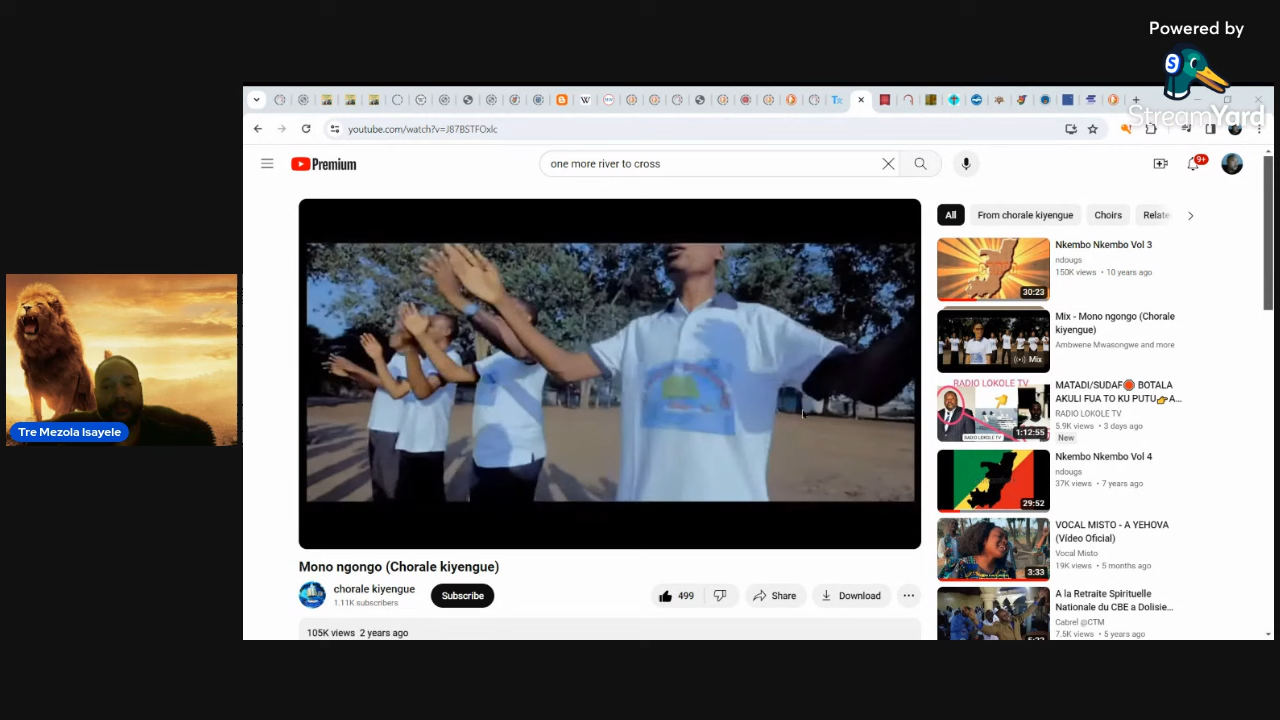 Powered by
StreamYard
youtube.com/watch?v=J87BSTFOxlc
Premium
one more river to cross
9+
All
From chorale kiyengue
Choirs
Relate
Nkembo Nkembo Vol 3
ndougs
150K views • 10 years ago
30:23
Mix - Mono ngongo (Chorale
kiyengue)
Ambwene Mwasongwe and more
Mix
MATADI/SUDAF🔴 BOTALA
AKULI FUA TO KU PUTU👉A...
RADIO LOKOLE TV
5.9K views • 3 days ago
New
RADIO LOKOLE TV
1:12:55
Nkembo Nkembo Vol 4
ndougs
37K views • 7 years ago
29:52
VOCAL MISTO - A YEHOVA
(Vídeo Oficial)
Vocal Misto
19K views • 5 months ago
3:33
A la Retraite Spirituelle
Nationale du CBE a Dolisie...
Cabrel @CTM
7.5K views • 5 years ago
Tre Mezola Isayele
Mono ngongo (Chorale kiyengue)
chorale kiyengue
1.11K subscribers
Subscribe
499
Share
Download
105K views 2 years ago